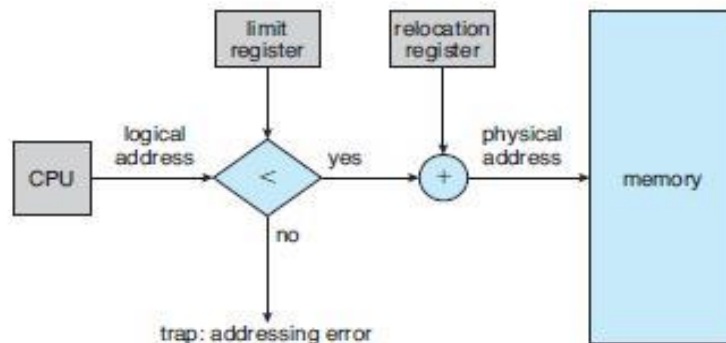 limit
register
relocation
register
logical
address
physical
address
CPU
<
yes
+
memory
no
trap: addressing error